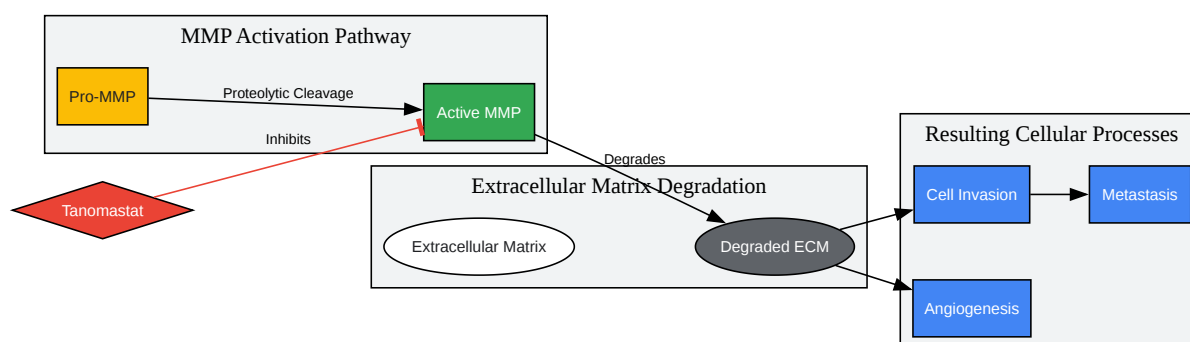 MMP Activation Pathway
Pro-MMP
Proteolytic Cleavage
Active MMP
Inhibits
Tanomastat
Degrades
Extracellular Matrix Degradation
Extracellular Matrix
Degraded ECM
Resulting Cellular Processes
Cell Invasion
Metastasis
Angiogenesis